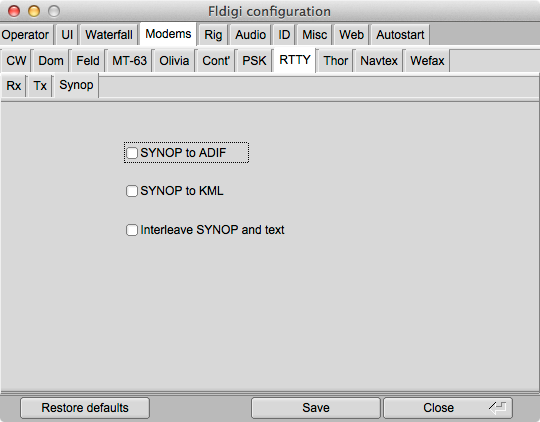 Fldigi configuration
Operator UI Waterfall Modems Rig Audio ID Misc Web Autostart
CW Dom Feld MT-63 Olivia Cont' PSK RTTY Thor Navtex Wefax
Rx Tx Synop
SYNOP to ADIF
SYNOP to KML
Interleave SYNOP and text
Restore defaults Save Close